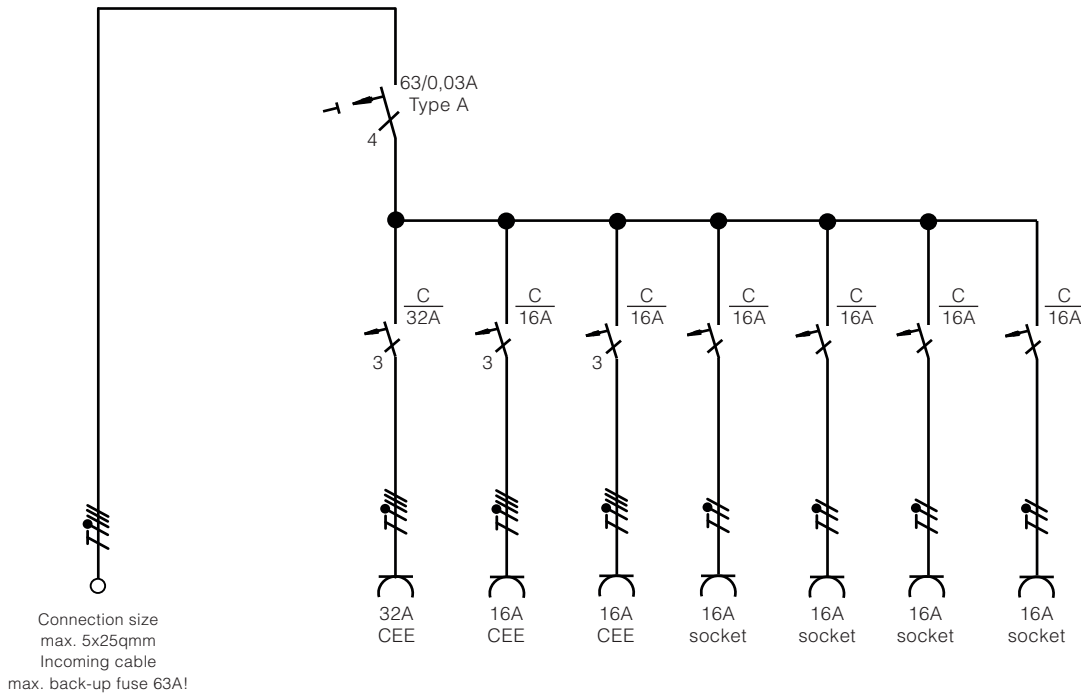 63/0,03A
Type A
4
C
32A
C
16A
C
16A
C
16A
C
16A
C
16A
C
16A
3
3
3
32A
CEE
16A
CEE
16A
CEE
16A
socket
16A
socket
16A
socket
16A
socket
Connection size
max. 5x25qmm
Incoming cable
max. back-up fuse 63A!